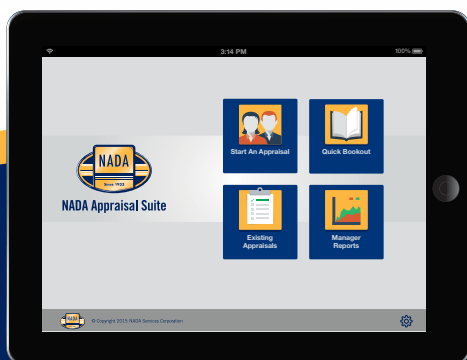 3:14 PM
100%
Start An Appraisal
Quick Bookout
NADA
Since 1933
NADA Appraisal Suite
Existing
Appraisals
Manager
Reports
NADA
© Copyright 2015 NADA Services Corporation